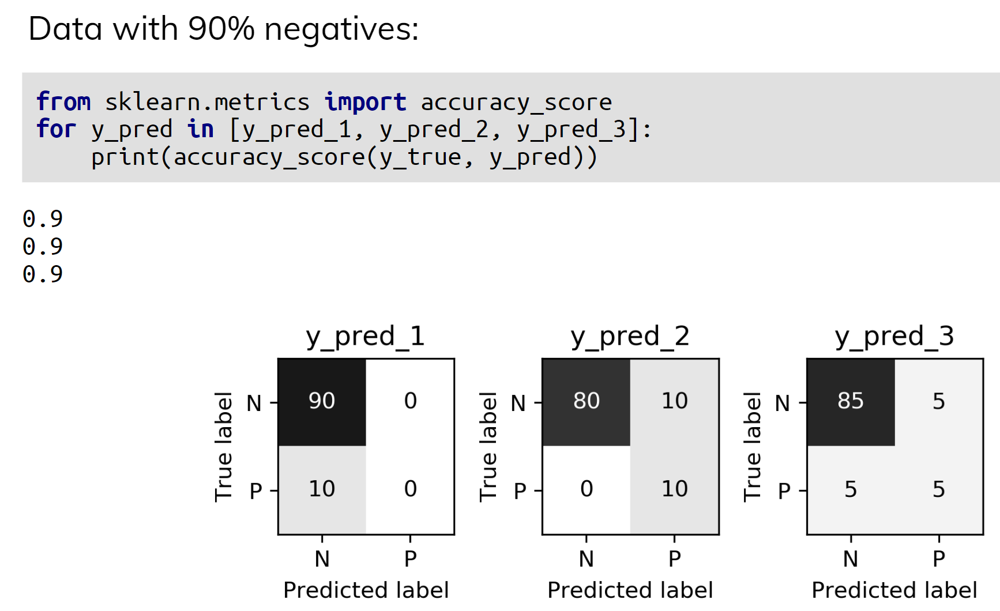 Data with 90% negatives:
from sklearn.metrics import accuracy_score
for y_pred in [y_pred_1, y_pred_2, y_pred_3]:
    print(accuracy_score(y_true, y_pred))
0.9
0.9
0.9
y_pred_1
True label
N 90 0
P 10 0
N P
Predicted label
y_pred_2
True label
N 80 10
P 0 10
N P
Predicted label
y_pred_3
True label
N 85 5
P 5 5
N P
Predicted label